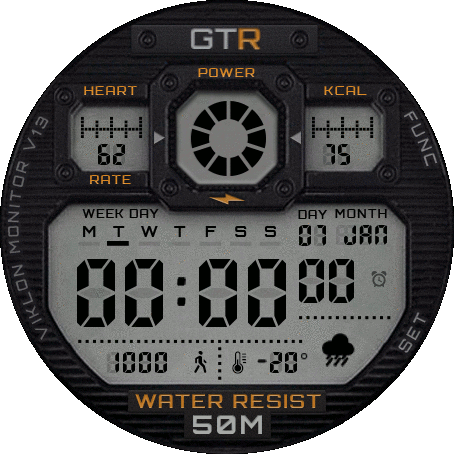 GTR
POWER
HEART
KCAL
62
75
RATE
VIKLON MONITOR V13
FUNC
WEEK DAY
DAY MONTH
M T W T F S S
01 JAN
00:00
00
1000
-20°
SET
WATER RESIST
50M